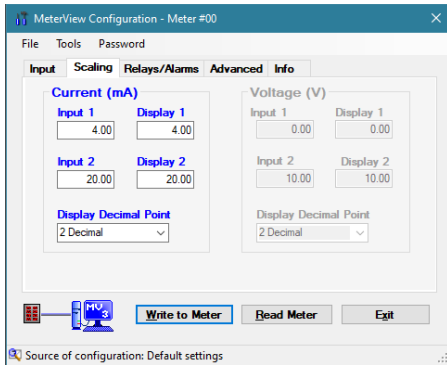 MeterView Configuration - Meter #00
File Tools Password
Input Scaling Relays/Alarms Advanced Info
Current (mA) Voltage (V)
Input 1 Display 1 Input 1 Display 1
4.00 4.00 0.00 0.00
Input 2 Display 2 Input 2 Display 2
20.00 20.00 10.00 10.00
Display Decimal Point Display Decimal Point
2 Decimal 2 Decimal
MV 3 Write to Meter Read Meter Exit
Source of configuration: Default settings